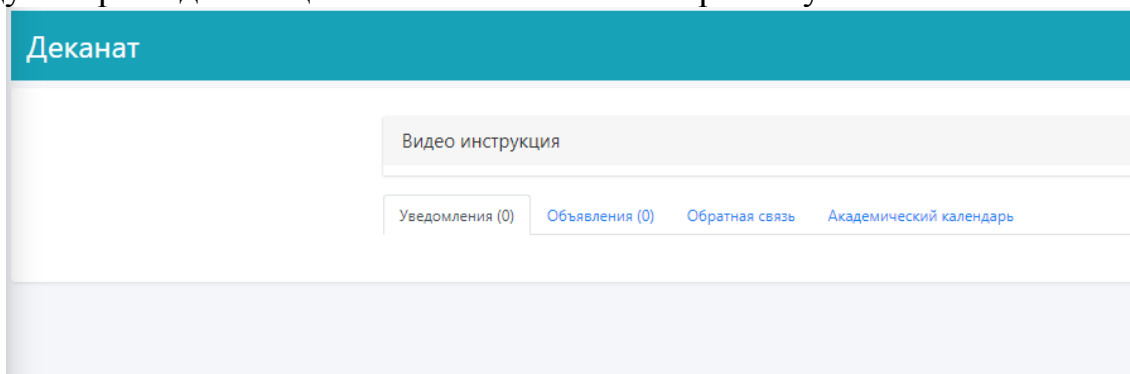 Деканат
Видео инструкция
Уведомления (0) Объявления (0) Обратная связь Академический календарь